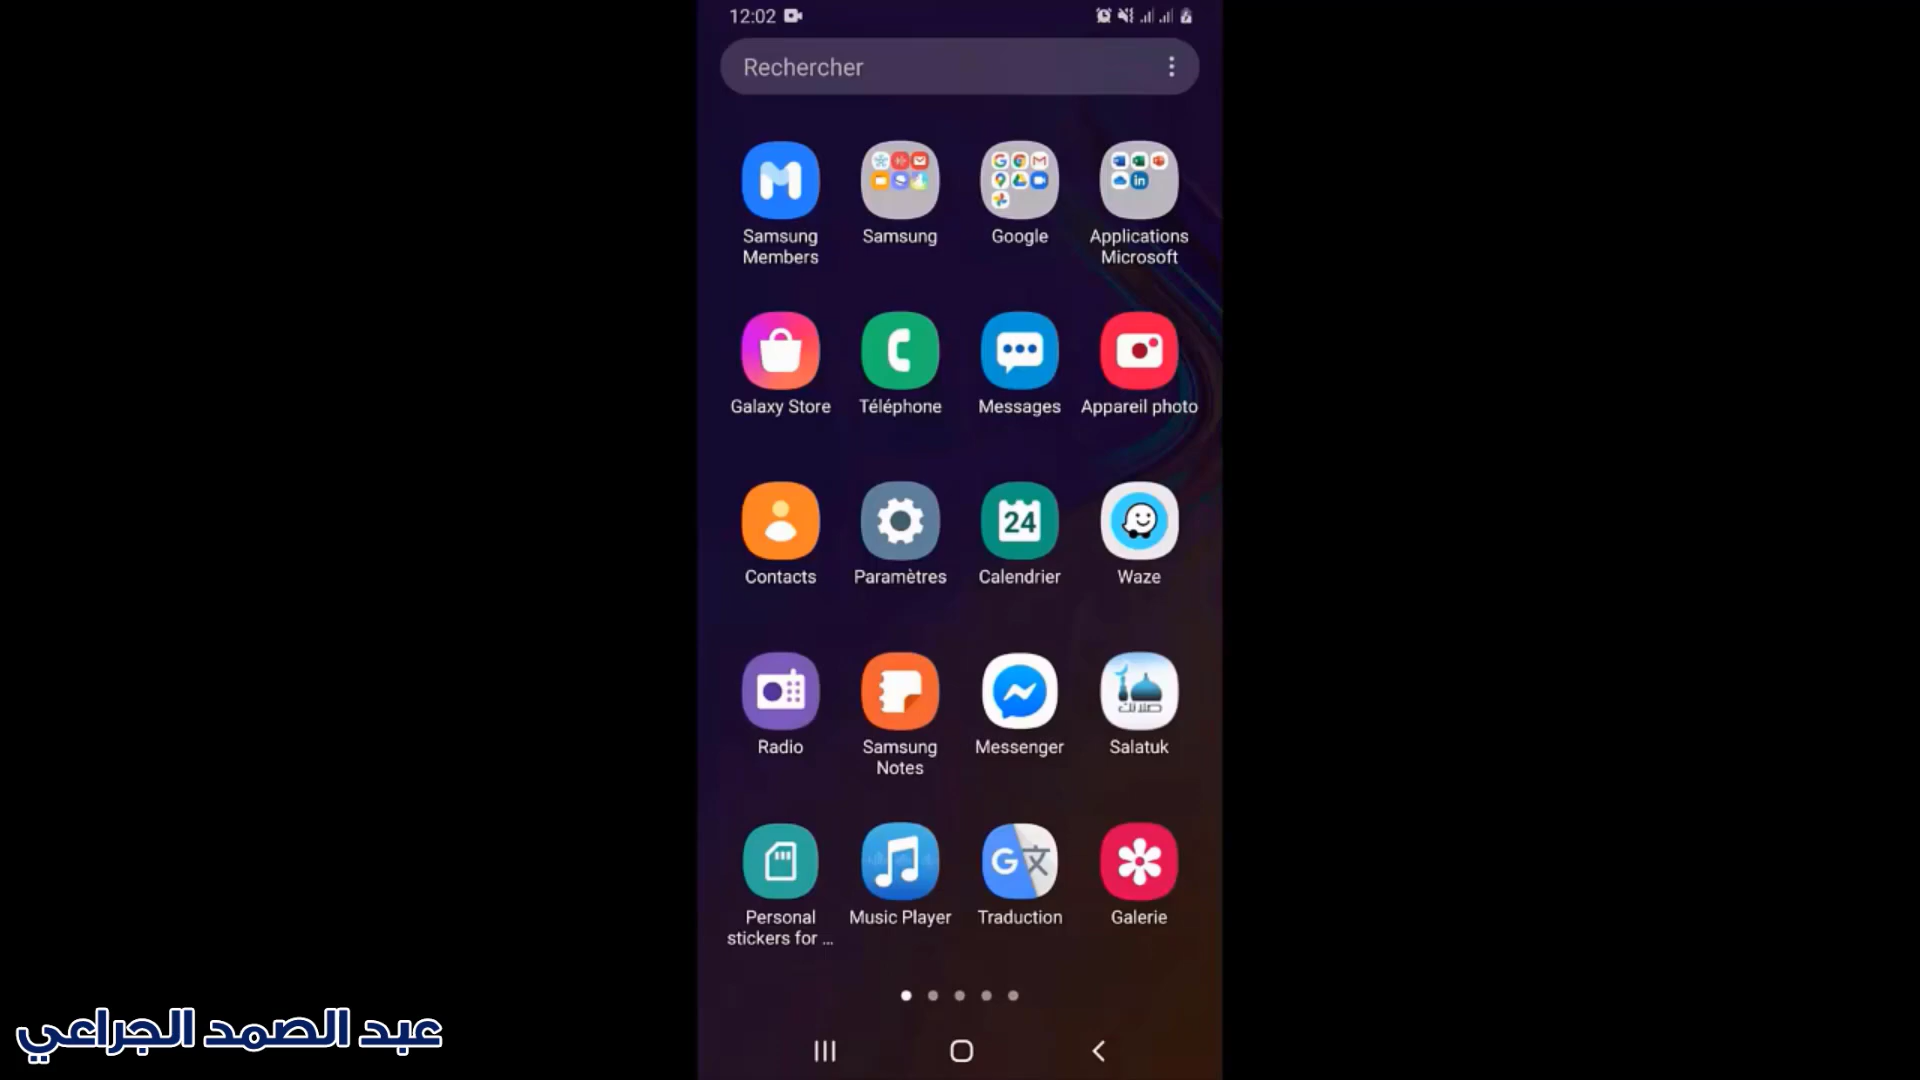 12:02
Rechercher
Samsung
Members
Samsung
Google
Applications
Microsoft
Galaxy Store
Téléphone
Messages
Appareil photo
Contacts
Paramètres
24
Calendrier
Waze
Radio
Samsung
Notes
Messenger
صلاتك
Salatuk
Personal
stickers for ...
Music Player
Traduction
Galerie
عبد الصمد الجراعي